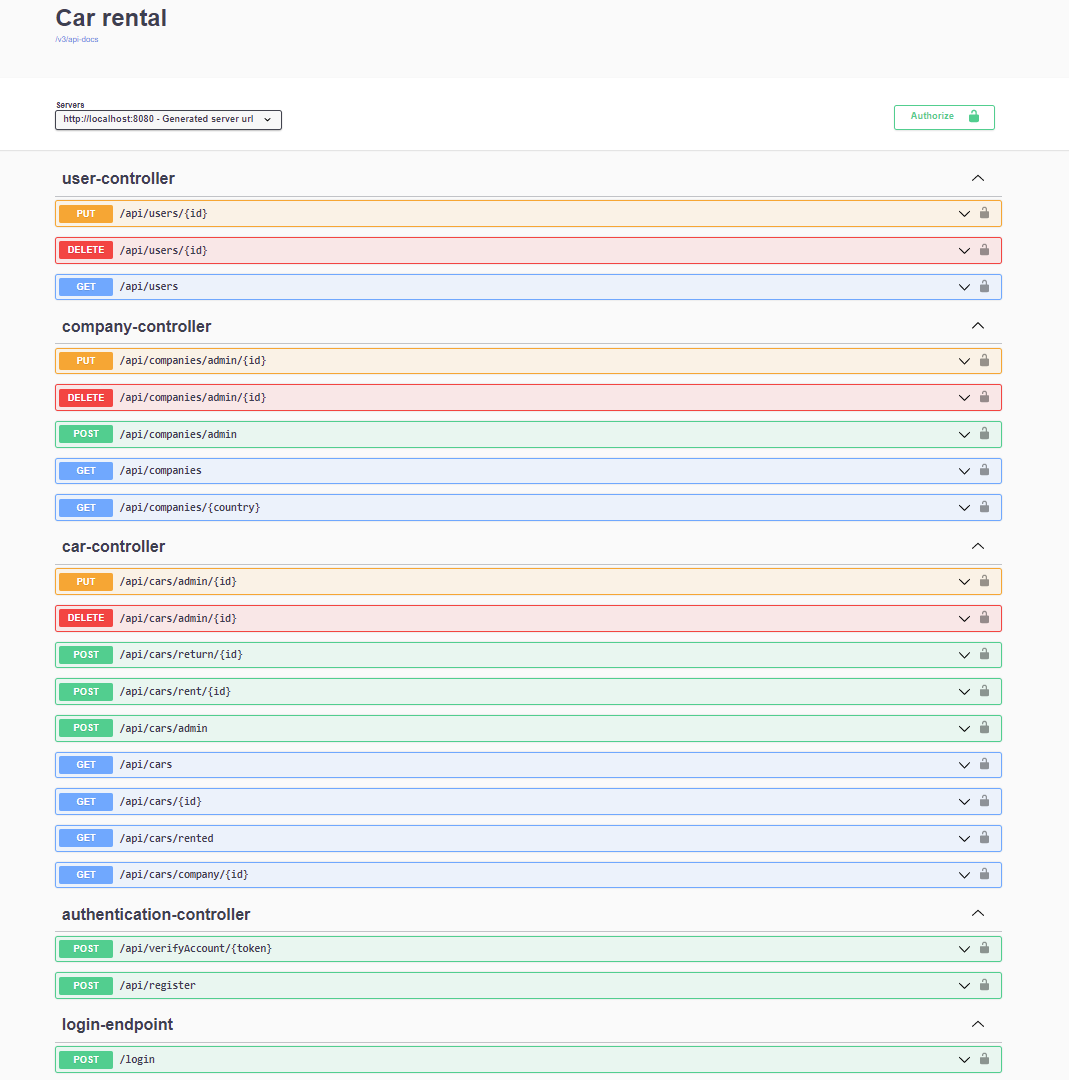 Car rental
/v3/api-docs
Servers
http://localhost:8080 - Generated server url
Authorize
user-controller
PUT /api/users/{id}
DELETE /api/users/{id}
GET /api/users
company-controller
PUT /api/companies/admin/{id}
DELETE /api/companies/admin/{id}
POST /api/companies/admin
GET /api/companies
GET /api/companies/{country}
car-controller
PUT /api/cars/admin/{id}
DELETE /api/cars/admin/{id}
POST /api/cars/return/{id}
POST /api/cars/rent/{id}
POST /api/cars/admin
GET /api/cars
GET /api/cars/{id}
GET /api/cars/rented
GET /api/cars/company/{id}
authentication-controller
POST /api/verifyAccount/{token}
POST /api/register
login-endpoint
POST /login